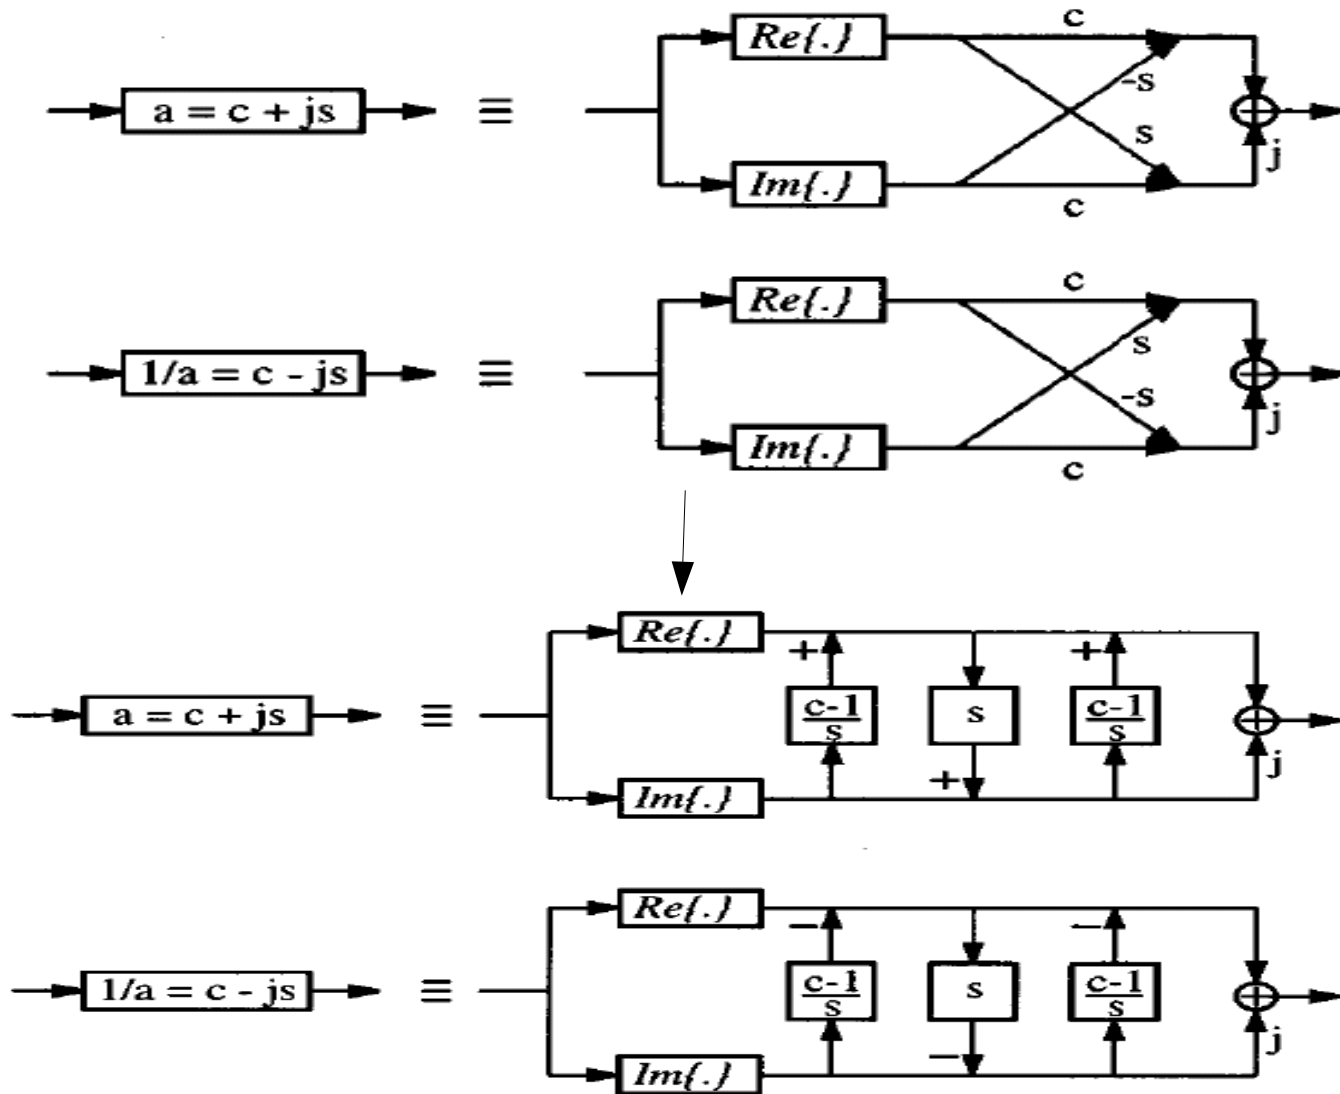 Re{.}
c
-s
a = c + js
≡
s
j
Im{.}
c
Re{.}
c
s
1/a = c - js
≡
-s
j
Im{.}
c
Re{.}
+
+
a = c + js
≡
c-1
s
s
c-1
s
+
j
Im{.}
Re{.}
−
−
1/a = c - js
≡
c-1
s
s
c-1
s
−
j
Im{.}